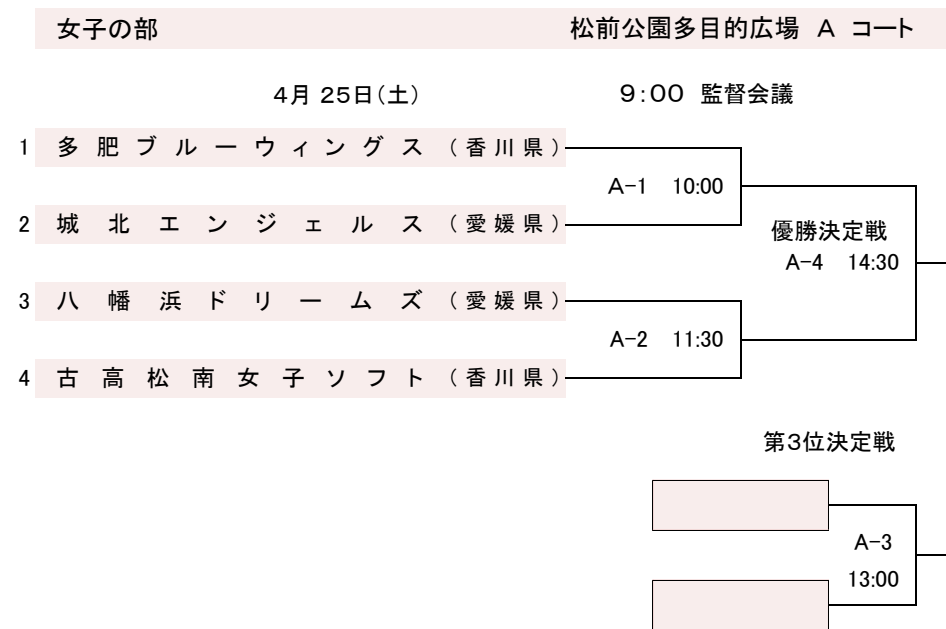 女子の部 松前公園多目的広場 A コート
4月 25日(土) 9:00 監督会議
1 多肥ブルーウィングス (香川県)
A-1 10:00
2 城北エンジェルス (愛媛県)
優勝決定戦
A-4 14:30
3 八幡浜ドリームズ (愛媛県)
A-2 11:30
4 古高松南女子ソフト (香川県)
第3位決定戦
A-3
13:00